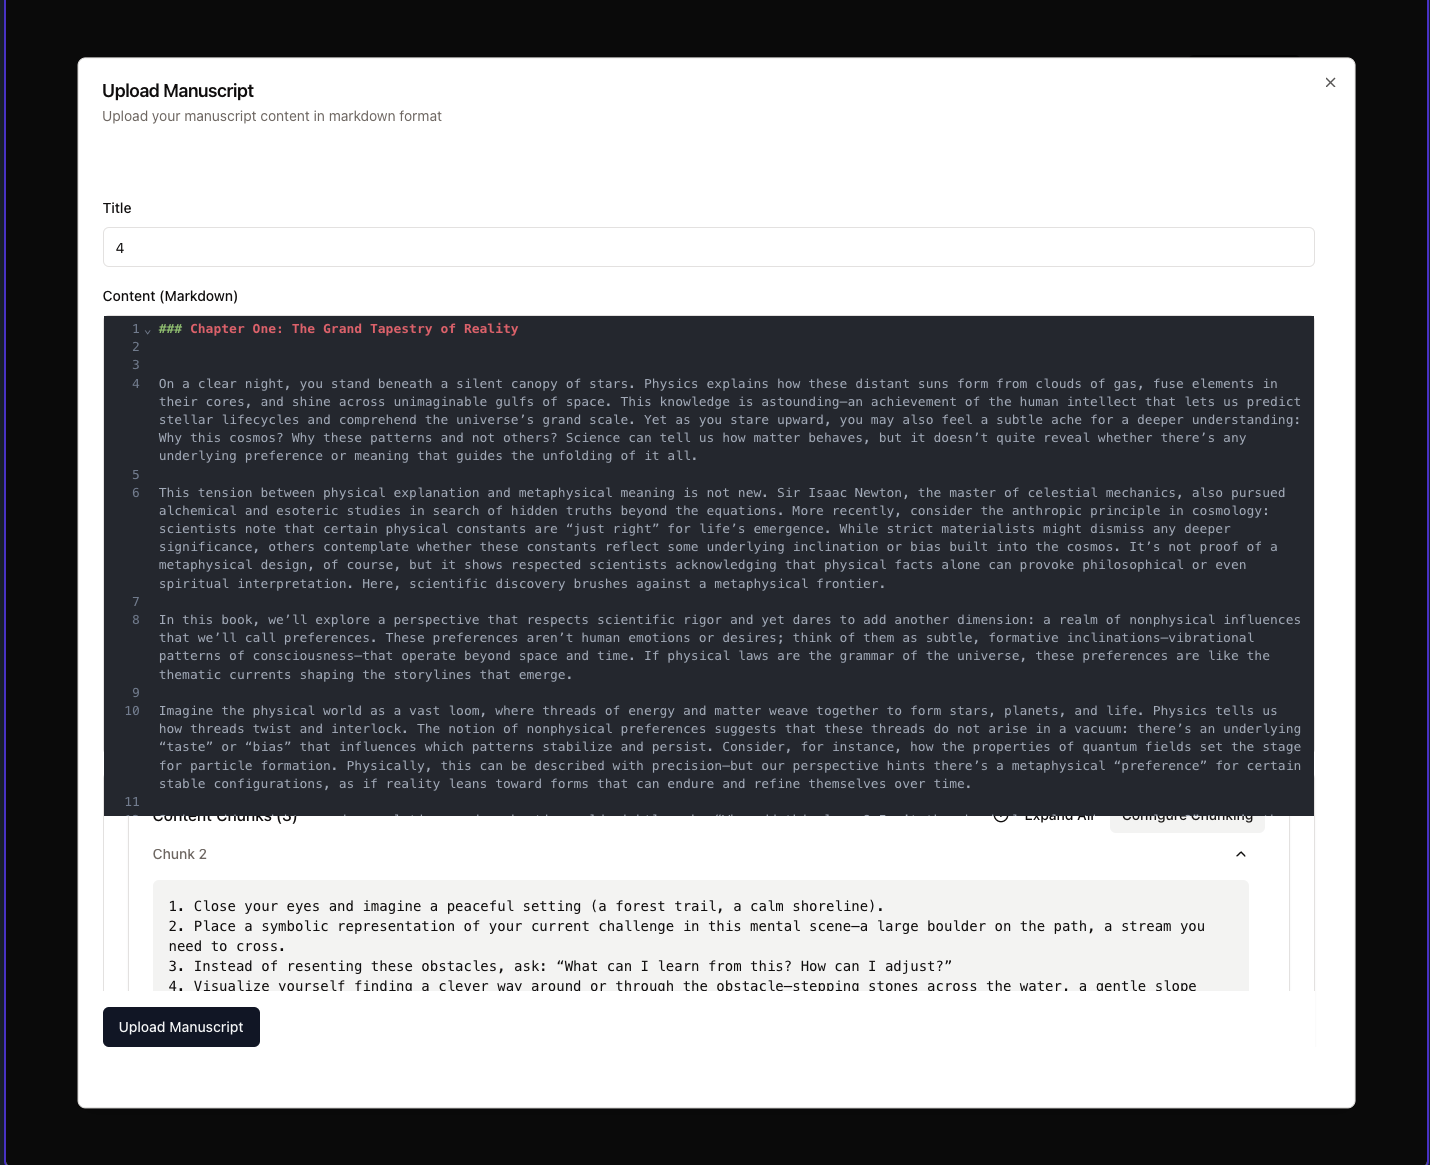 Upload Manuscript
Upload your manuscript content in markdown format
Title
4
Content (Markdown)
1 ### Chapter One: The Grand Tapestry of Reality
2
3
4 On a clear night, you stand beneath a silent canopy of stars. Physics explains how these distant suns form from clouds of gas, fuse elements in
their cores, and shine across unimaginable gulfs of space. This knowledge is astounding—an achievement of the human intellect that lets us predict
stellar lifecycles and comprehend the universe’s grand scale. Yet as you stare upward, you may also feel a subtle ache for a deeper understanding:
Why this cosmos? Why these patterns and not others? Science can tell us how matter behaves, but it doesn’t quite reveal whether there’s any
underlying preference or meaning that guides the unfolding of it all.
5
6 This tension between physical explanation and metaphysical meaning is not new. Sir Isaac Newton, the master of celestial mechanics, also pursued
alchemical and esoteric studies in search of hidden truths beyond the equations. More recently, consider the anthropic principle in cosmology:
scientists note that certain physical constants are “just right” for life’s emergence. While strict materialists might dismiss any deeper
significance, others contemplate whether these constants reflect some underlying inclination or bias built into the cosmos. It’s not proof of a
metaphysical design, of course, but it shows respected scientists acknowledging that physical facts alone can provoke philosophical or even
spiritual interpretation. Here, scientific discovery brushes against a metaphysical frontier.
7
8 In this book, we’ll explore a perspective that respects scientific rigor and yet dares to add another dimension: a realm of nonphysical influences
that we’ll call preferences. These preferences aren’t human emotions or desires; think of them as subtle, formative inclinations—vibrational
patterns of consciousness—that operate beyond space and time. If physical laws are the grammar of the universe, these preferences are like the
thematic currents shaping the storylines that emerge.
9
10 Imagine the physical world as a vast loom, where threads of energy and matter weave together to form stars, planets, and life. Physics tells us
how threads twist and interlock. The notion of nonphysical preferences suggests that these threads do not arise in a vacuum: there’s an underlying
“taste” or “bias” that influences which patterns stabilize and persist. Consider, for instance, how the properties of quantum fields set the stage
for particle formation. Physically, this can be described with precision—but our perspective hints there’s a metaphysical “preference” for certain
stable configurations, as if reality leans toward forms that can endure and refine themselves over time.
11
Content Chunks (3) Expand All Configure Chunking
Chunk 2
1. Close your eyes and imagine a peaceful setting (a forest trail, a calm shoreline).
2. Place a symbolic representation of your current challenge in this mental scene—a large boulder on the path, a stream you
need to cross.
3. Instead of resenting these obstacles, ask: “What can I learn from this? How can I adjust?”
4. Visualize yourself finding a clever way around or through the obstacle—stepping stones across the water, a gentle slope
Upload Manuscript